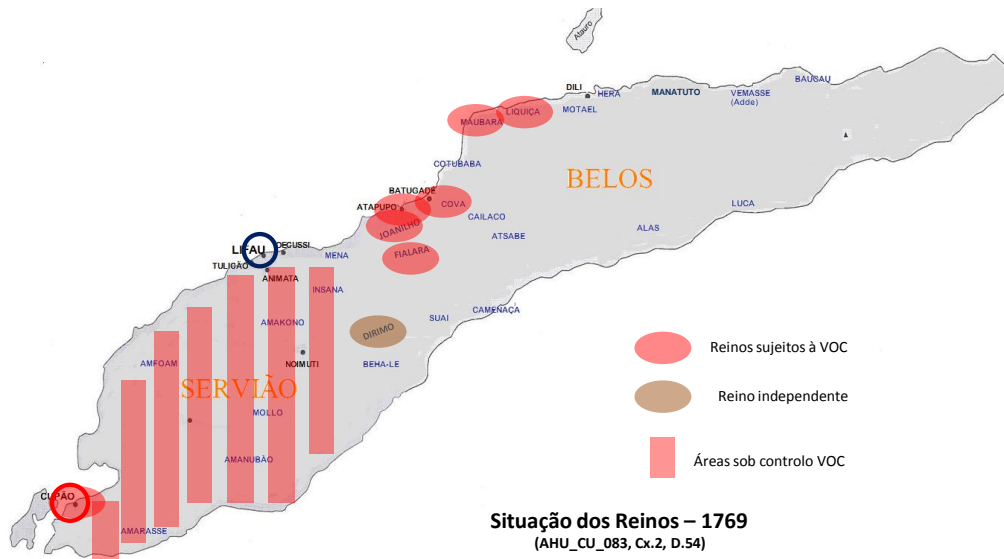 Atauro
BAUCAU
DILI
HERA
MANATUTO
VEMASSE
(Adde)
MOTAEL
LIQUIÇA
MAUBARA
COTUBABA
BELOS
BATUGADE
ATAPUPO
COVA
CAILACO
LUCA
JOANILHO
ATSABE
ALAS
LIFAU
OECUSSI
MENA
FIALARA
TULICÃO
ANIMATA
INSANA
CAMENAÇÃ
SUAI
AMAKONO
DIRIMO
NOIMUTI
BEHA-LE
AMFOAM
SERVIÃO
MOLLO
AMANUBÃO
CUPÃO
AMARASSE
Reinos sujeitos à VOC
Reino independente
Áreas sob controlo VOC
Situação dos Reinos – 1769
(AHU_CU_083, Cx.2, D.54)